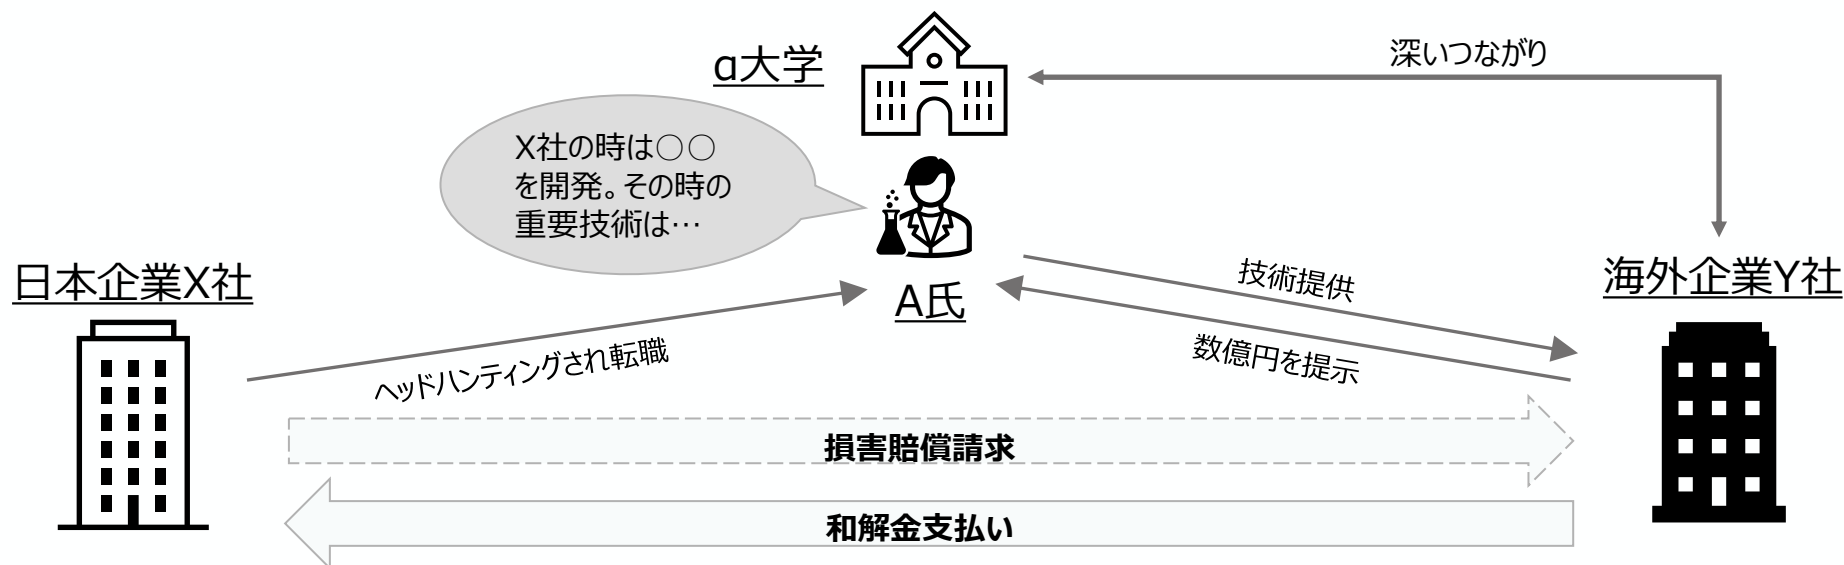 α大学
深いつながり
X社の時は○○
を開発。その時の
重要技術は…
日本企業X社
A氏
海外企業Y社
技術提供
数億円を提示
ヘッドハンティングされ転職
損害賠償請求
和解金支払い